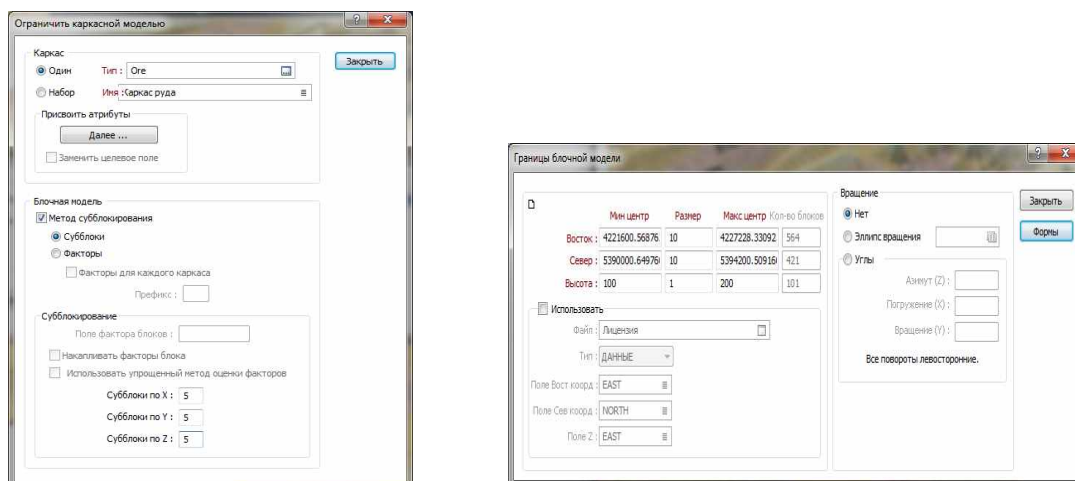 Ограничить каркасной моделью
Каркас
Один Тип : Ore
Закрыть
Набор Имя :Каркас руда
Присвоить атрибуты
Далее ...
Заменить целевое поле
Блочная модель
Метод субблокирования
Субблоки
Факторы
Факторы для каждого каркаса
Префикс :
Субблокирование
Поле фактора блоков :
Накапливать факторы блока
Использовать упрощенный метод оценки факторов
Субблоки по X : 5
Субблоки по Y : 5
Субблоки по Z : 5
Границы блочной модели
Мин центр Размер Макс центр Кол-во блоков
Восток : 4221600.56876 10 4227228.33092 564
Север : 5390000.64976 10 5394200.50916 421
Высота : 100 1 200 101
Использовать
Файл : Лицензия
Тип : ДАННЫЕ
Поле Вост коорд : EAST
Поле Сев коорд : NORTH
Поле Z : EAST
Вращение
Нет
Эллипс вращения
Углы
Азимут (Z) :
Погружение (X) :
Вращение (Y) :
Все повороты левосторонние.
Закрыть
Формы